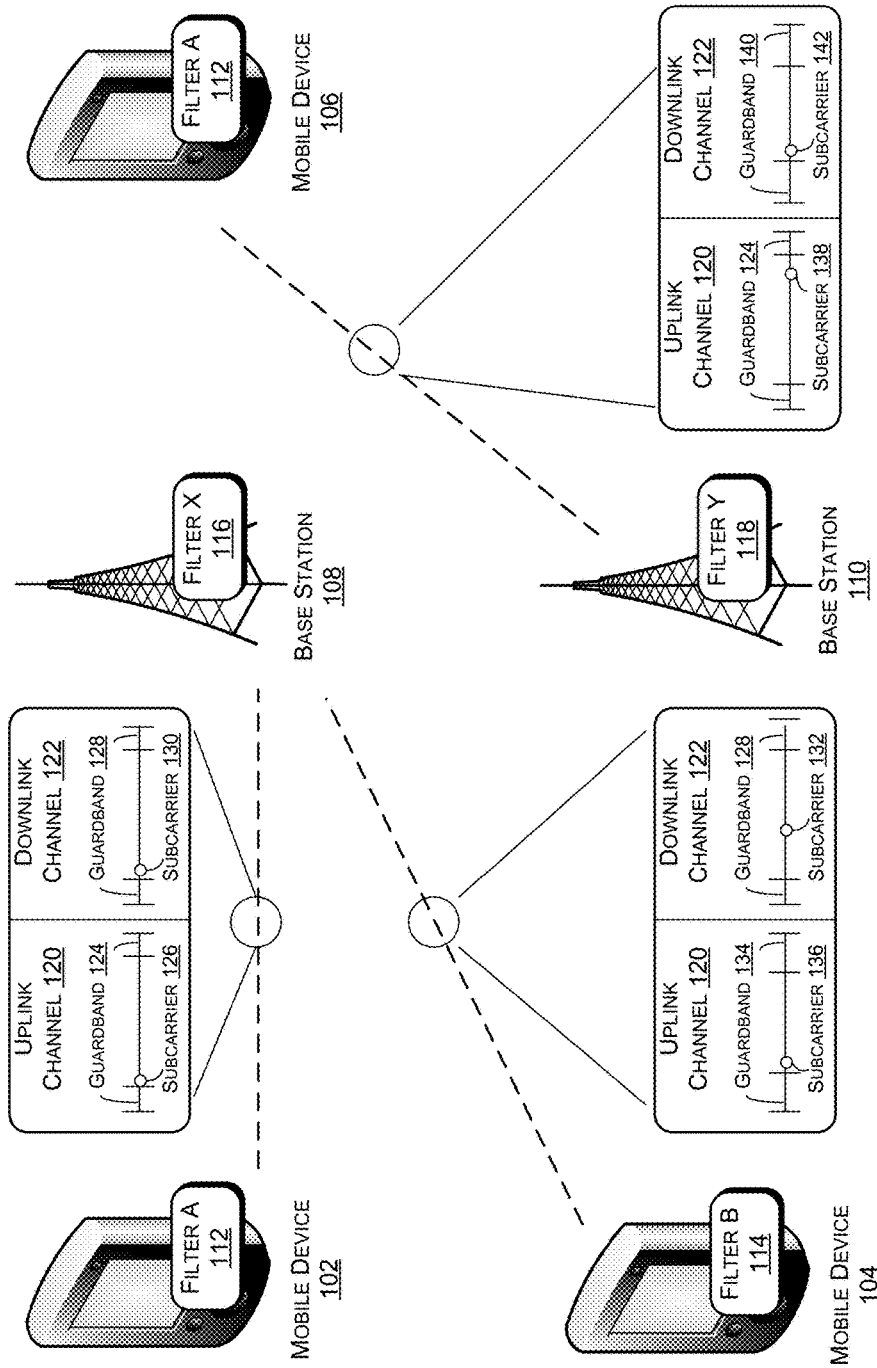 FILTER A
112
MOBILE DEVICE
102
UPLINK
CHANNEL 120
GUARDBAND 124
SUBCARRIER 126
DOWNLINK
CHANNEL 122
GUARDBAND 128
SUBCARRIER 130
FILTER X
116
BASE STATION
108
FILTER A
112
MOBILE DEVICE
106
FILTER B
114
MOBILE DEVICE
104
UPLINK
CHANNEL 120
GUARDBAND 134
SUBCARRIER 136
DOWNLINK
CHANNEL 122
GUARDBAND 128
SUBCARRIER 132
FILTER Y
118
BASE STATION
110
UPLINK
CHANNEL 120
GUARDBAND 124
SUBCARRIER 138
DOWNLINK
CHANNEL 122
GUARDBAND 140
SUBCARRIER 142